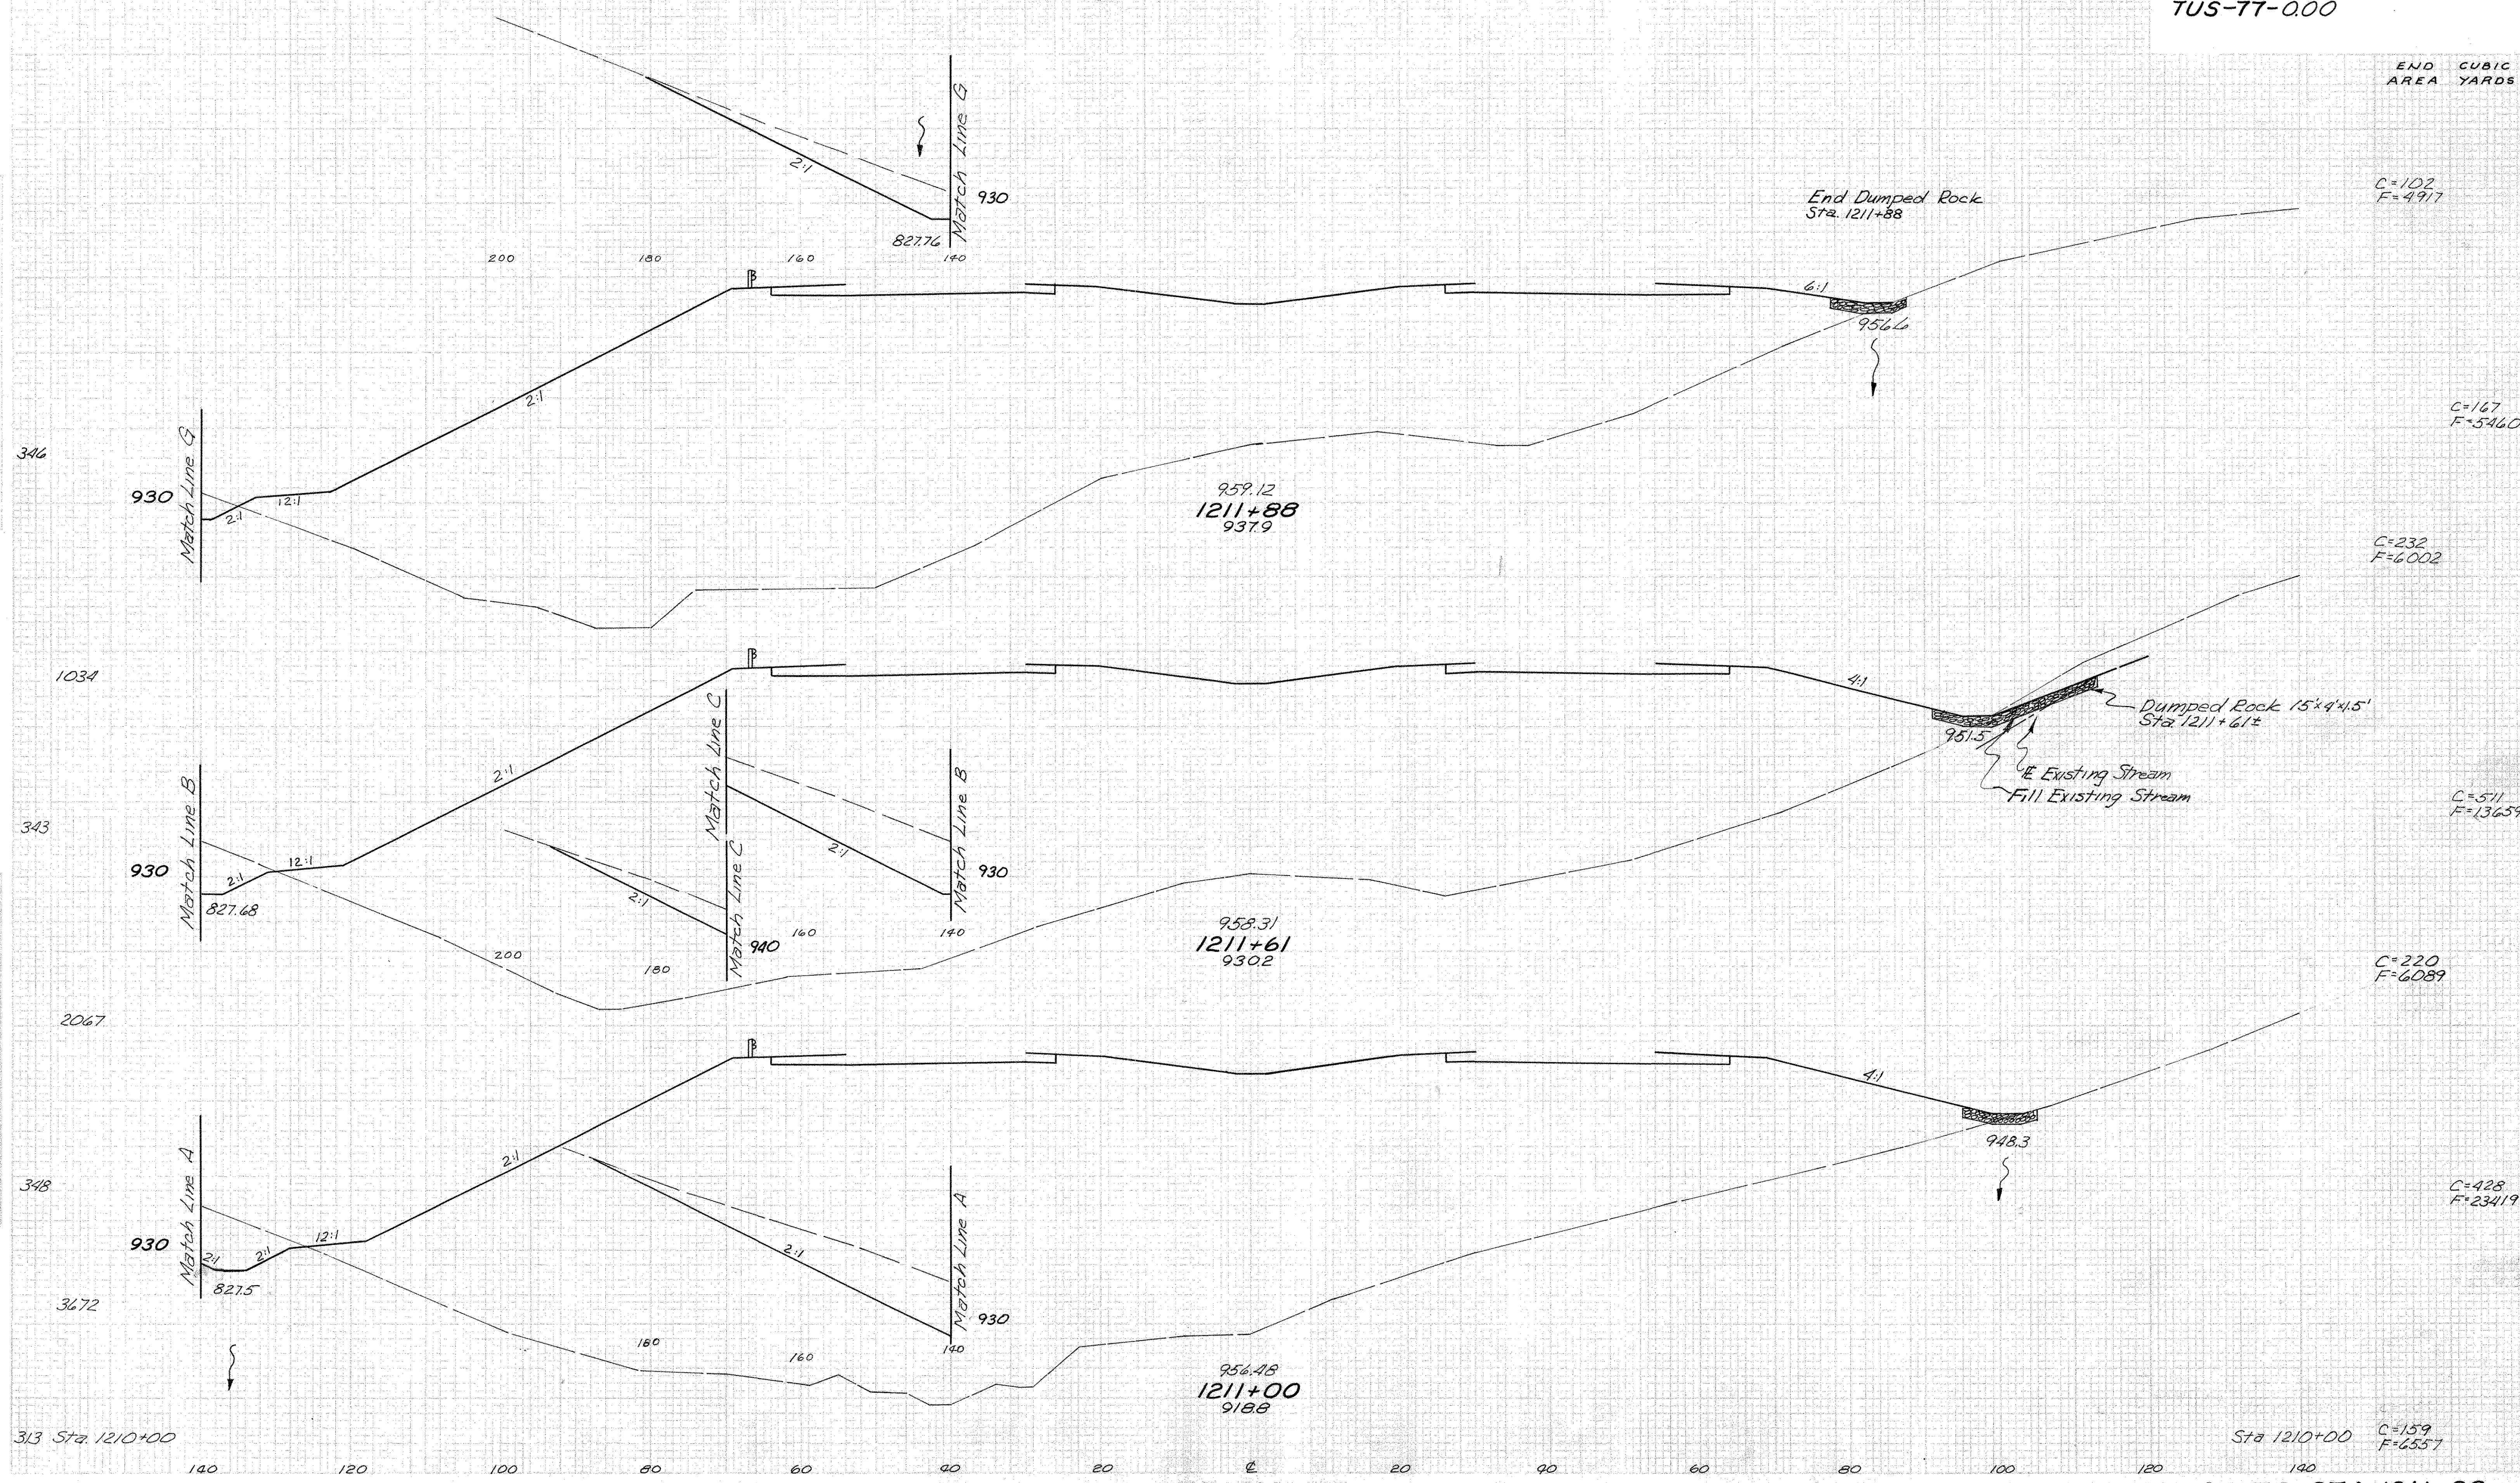 TUS-77-0.00
END CUBIC
AREA YARDS
Match Line G
2:1
930
827.76
200 180 160 140
End Dumped Rock
Sta. 1211+88
C=102
F=4917
6:1
956.6
2:1
C=167
F=5460
346
Match Line G
930
12:1
2:1
959.12
1211+88
937.9
C=232
F=6002
1034
4:1
Dumped Rock 15'x4'x1.5'
Sta. 1211+61±
951.5
₵ Existing Stream
Fill Existing Stream
2:1
Match Line C
Match Line B
C=511
F=13659
343
Match Line B
930
12:1
2:1
827.68
2:1
930
2:1
Match Line C
940
200 180 160 140
958.31
1211+61
930.2
C=220
F=6089
2067
4:1
948.3
2:1
348
Match Line A
930
12:1
2:1 2:1
827.5
2:1
Match Line A
930
C=428
F=23419
3672
180 160 140
956.48
1211+00
918.8
313 Sta. 1210+00
Sta 1210+00
C=159
F=6557
140 120 100 80 60 40 20 ₵ 20 40 60 80 100 120 140